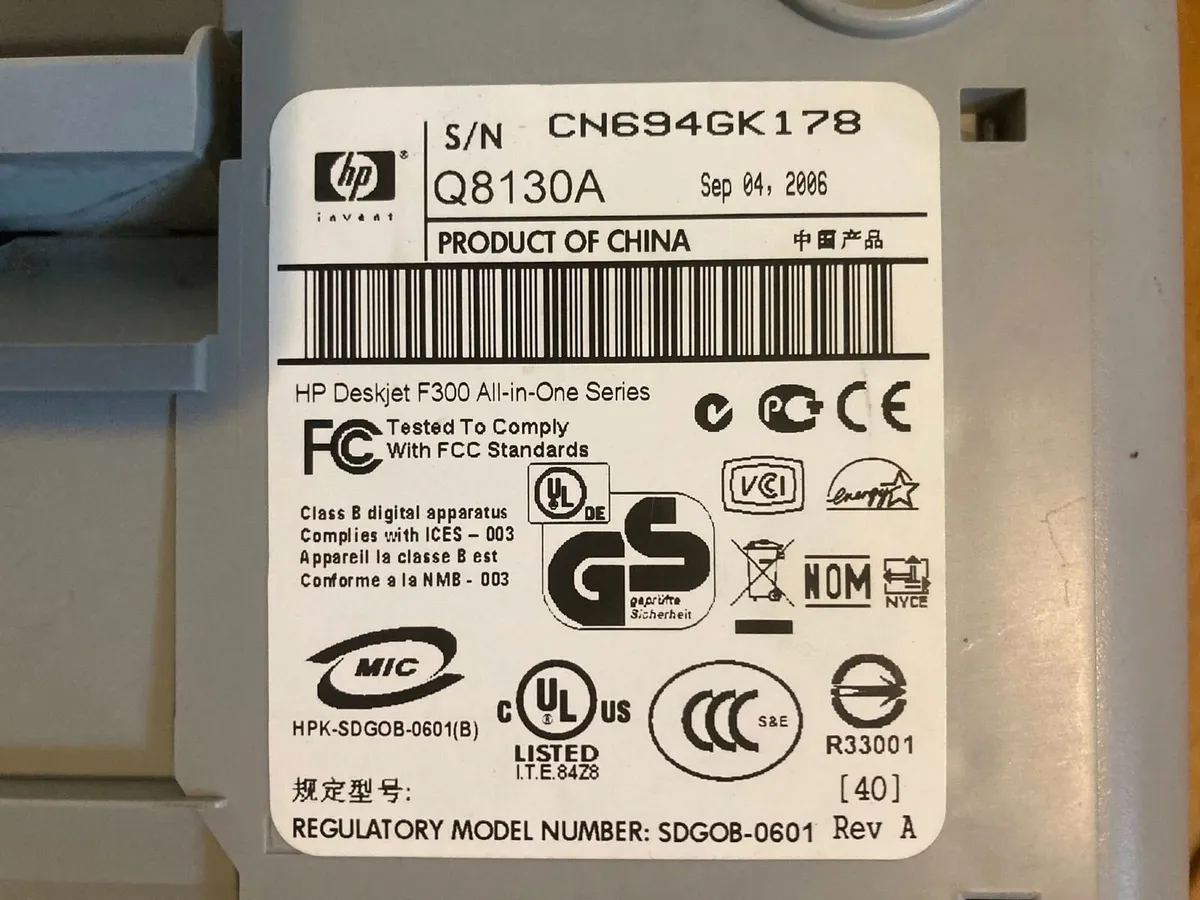 S/N CN694GK178
hp ®
invent
Q8130A Sep 04, 2006
PRODUCT OF CHINA 中国产品
HP Deskjet F300 All-in-One Series
FC Tested To Comply
With FCC Standards
PG+ CE
VCI energy
UL DE
Class B digital apparatus
Complies with ICES – 003
Appareil la classe B est
Conforme a la NMB - 003
GS
geprüfte
Sicherheit
NOM NYCE
MIC
HPK-SDGOB-0601(B)
C UL ® US
LISTED
I.T.E.84Z8
CCC S&E
R33001
规定型号:
[40]
REGULATORY MODEL NUMBER: SDGOB-0601 Rev A